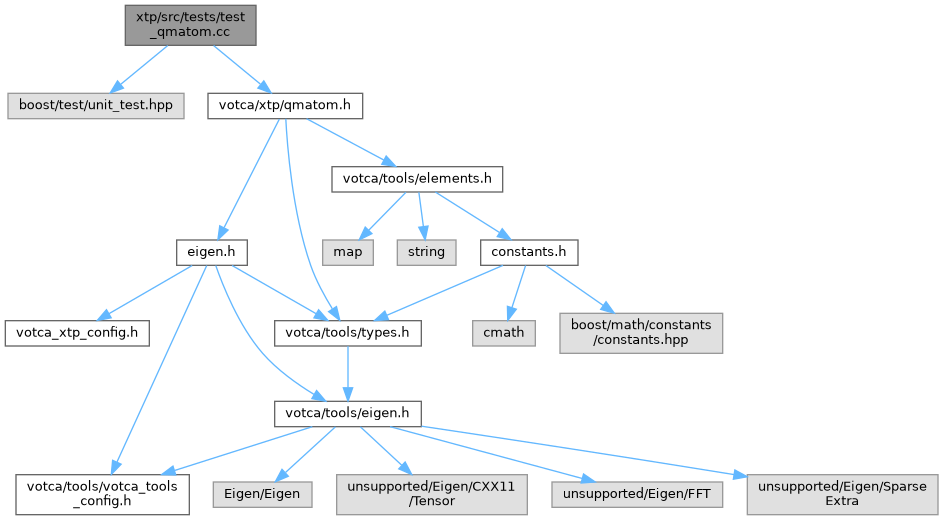 xtp/src/tests/test
_qmatom.cc
boost/test/unit_test.hpp
votca/xtp/qmatom.h
votca/tools/elements.h
eigen.h
map
string
constants.h
votca_xtp_config.h
votca/tools/types.h
cmath
boost/math/constants
/constants.hpp
votca/tools/eigen.h
votca/tools/votca_tools
_config.h
Eigen/Eigen
unsupported/Eigen/CXX11
/Tensor
unsupported/Eigen/FFT
unsupported/Eigen/Sparse
Extra